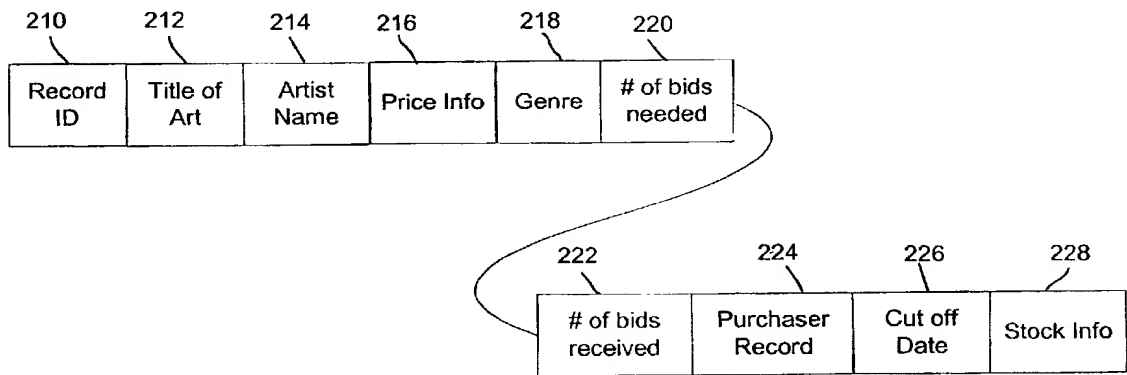 210 212 214 216 218 220
Record ID
Title of Art
Artist Name
Price Info
Genre
# of bids needed
222 224 226 228
# of bids received
Purchaser Record
Cut off Date
Stock Info